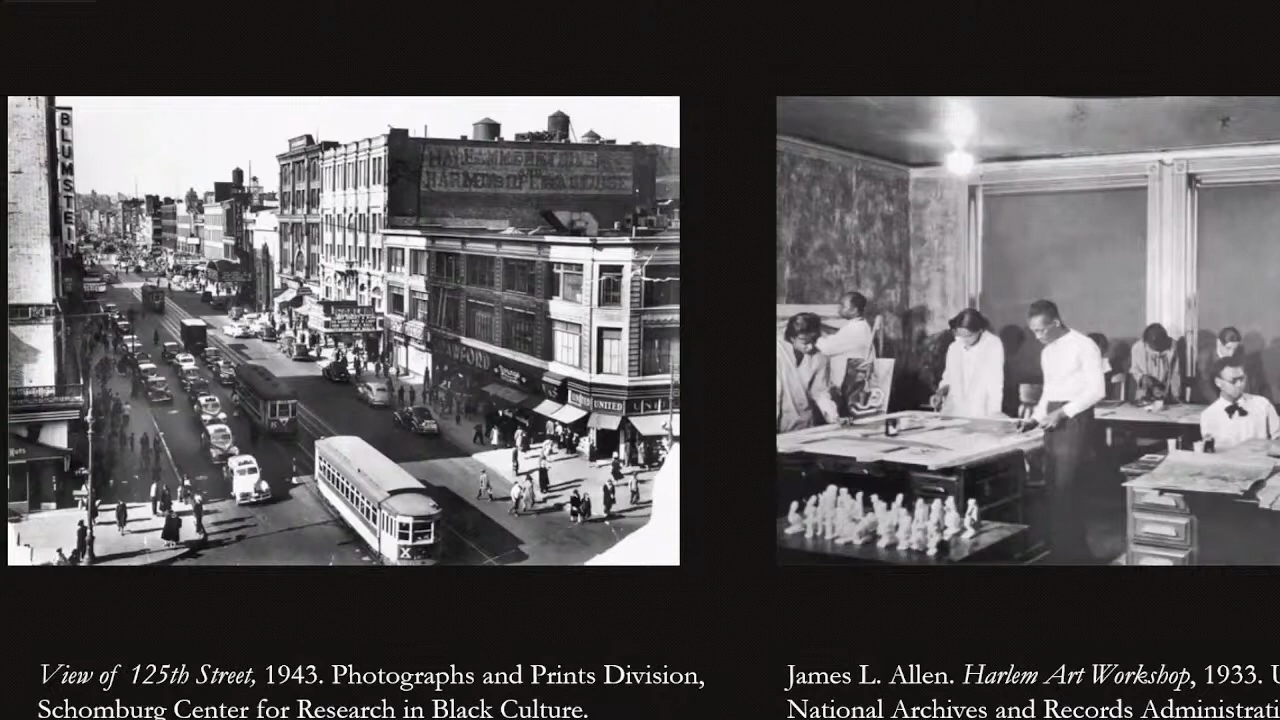 BLUMSTEIN
UNITED
X
View of 125th Street, 1943. Photographs and Prints Division,
Schomburg Center for Research in Black Culture.
James L. Allen. Harlem Art Workshop, 1933. U
National Archives and Records Administrati